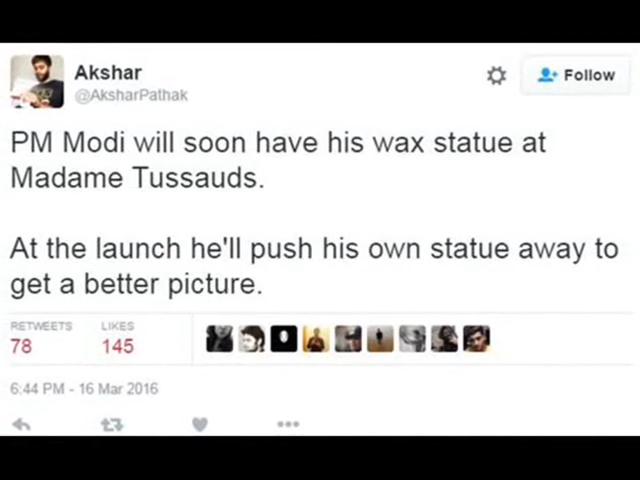 Akshar
@AksharPathak
Follow
PM Modi will soon have his wax statue at
Madame Tussauds.
At the launch he'll push his own statue away to
get a better picture.
RETWEETS LIKES
78 145
6:44 PM - 16 Mar 2016